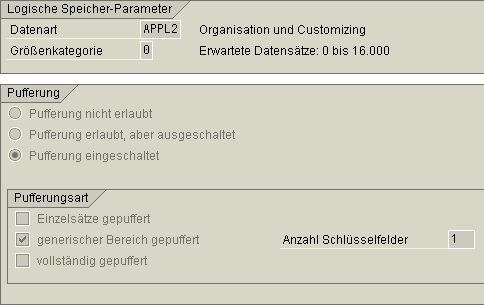 Logische Speicher-Parameter
Datenart APPL2 Organisation und Customizing
Größenkategorie 0 Erwartete Datensätze: 0 bis 16.000
Pufferung
Pufferung nicht erlaubt
Pufferung erlaubt, aber ausgeschaltet
Pufferung eingeschaltet
Pufferungsart
Einzelsätze gepuffert
generischer Bereich gepuffert Anzahl Schlüsselfelder 1
vollständig gepuffert